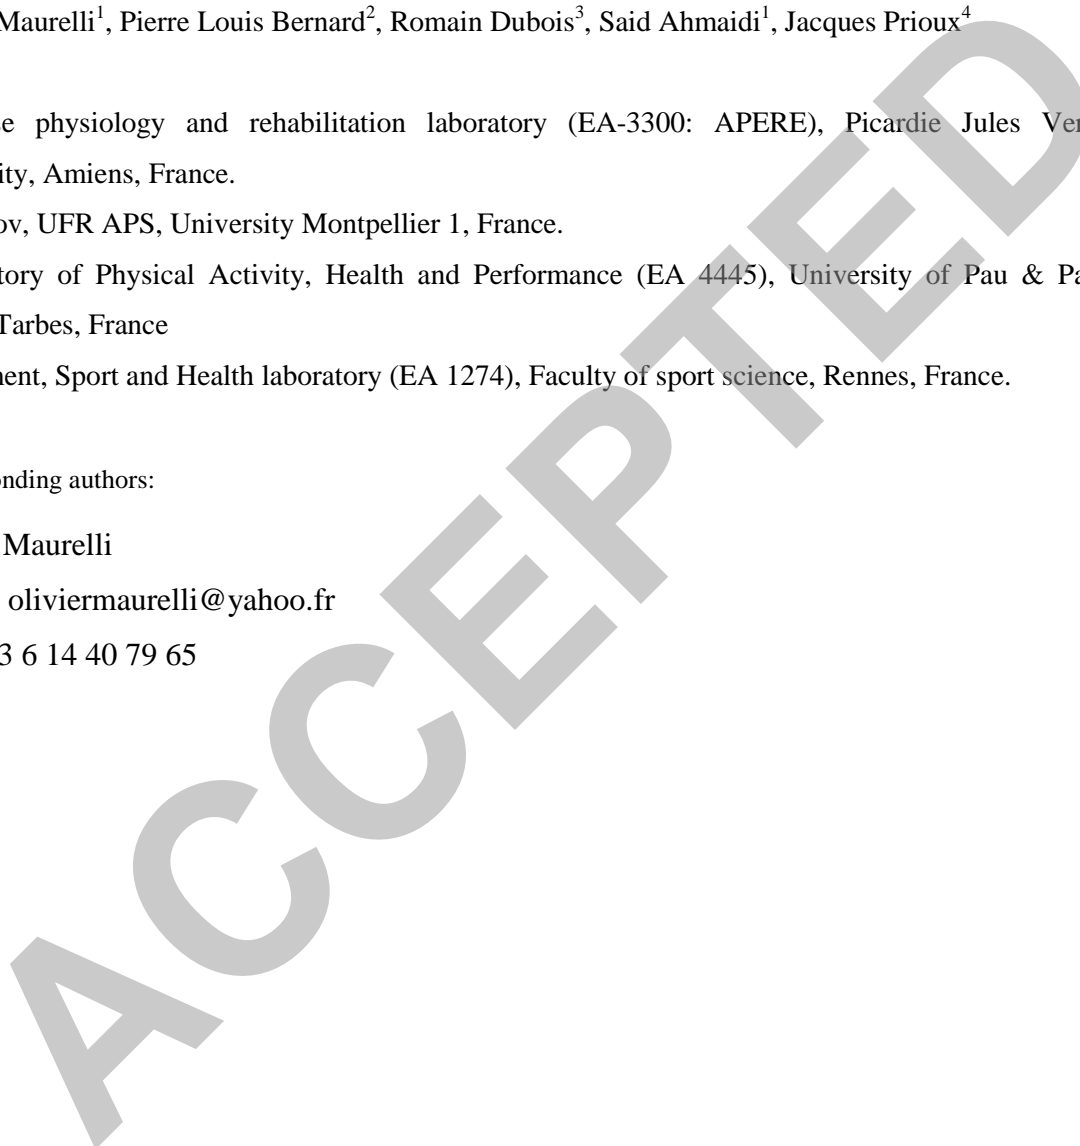 Maurelli¹, Pierre Louis Bernard², Romain Dubois³, Said Ahmaidi¹, Jacques Prioux⁴
se physiology and rehabilitation laboratory (EA-3300: APERE), Picardie Jules Ver
ity, Amiens, France.
ov, UFR APS, University Montpellier 1, France.
tory of Physical Activity, Health and Performance (EA 4445), University of Pau & Pa
Tarbes, France
ment, Sport and Health laboratory (EA 1274), Faculty of sport science, Rennes, France.
onding authors:
Maurelli
oliviermaurelli@yahoo.fr
3 6 14 40 79 65
ACCEPTED